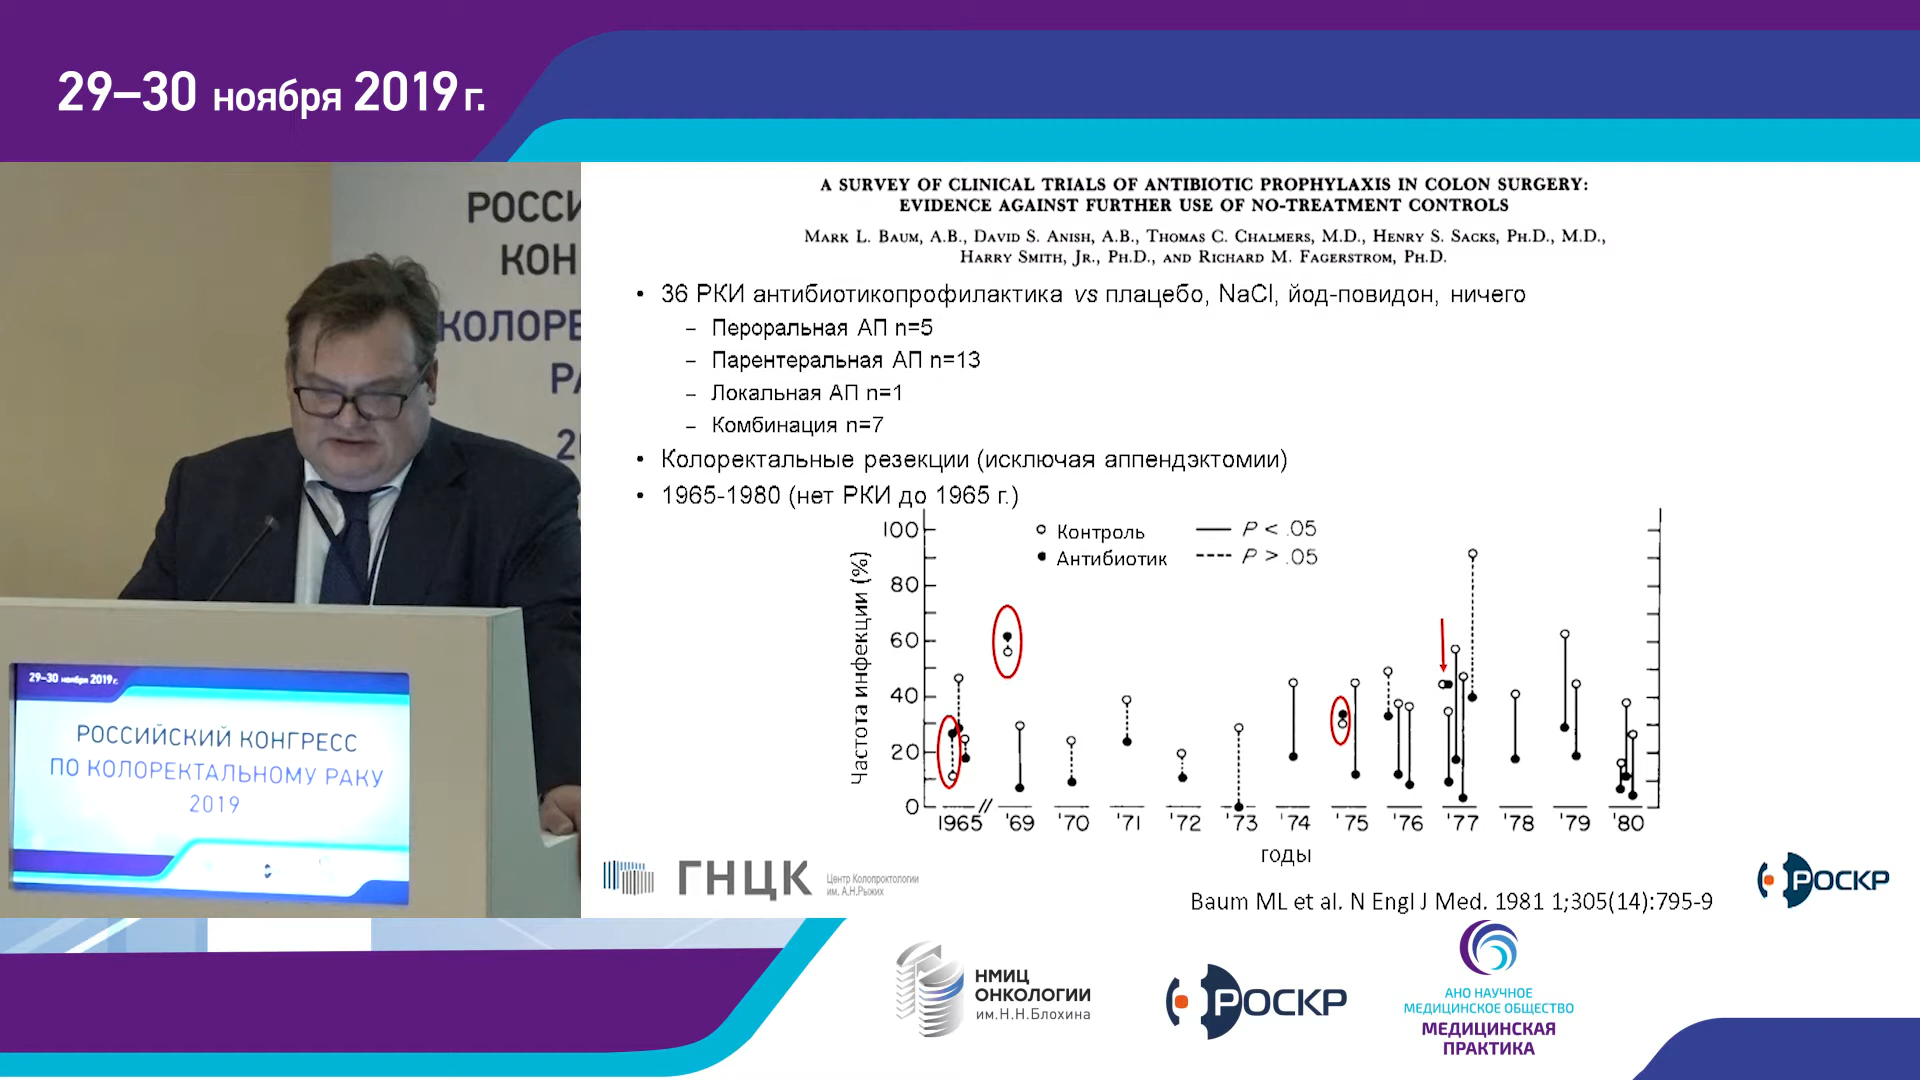 29–30 ноября 2019 г.
РОССИ
КОН
КОЛОРЕ
РА
20
29–30 ноября 2019 г.
РОССИЙСКИЙ КОНГРЕСС
ПО КОЛОРЕКТАЛЬНОМУ РАКУ
2019
A SURVEY OF CLINICAL TRIALS OF ANTIBIOTIC PROPHYLAXIS IN COLON SURGERY:
EVIDENCE AGAINST FURTHER USE OF NO-TREATMENT CONTROLS
Mark L. Baum, A.B., David S. Anish, A.B., Thomas C. Chalmers, M.D., Henry S. Sacks, Ph.D., M.D.,
Harry Smith, Jr., Ph.D., and Richard M. Fagerstrom, Ph.D.
• 36 РКИ антибиотикопрофилактика vs плацебо, NaCl, йод-повидон, ничего
– Пероральная АП n=5
– Парентеральная АП n=13
– Локальная АП n=1
– Комбинация n=7
• Колоректальные резекции (исключая аппендэктомии)
• 1965-1980 (нет РКИ до 1965 г.)
Контроль P < .05
Антибиотик P > .05
Частота инфекции (%)
100
80
60
40
20
0
1965 '69 '70 '71 '72 '73 '74 '75 '76 '77 '78 '79 '80
годы
ГНЦК
Центр Колопроктологии
им. А.Н.Рыжих
Baum ML et al. N Engl J Med. 1981 1;305(14):795-9
РОСКР
НМИЦ
ОНКОЛОГИИ
им.Н.Н.Блохина
РОСКР
АНО НАУЧНОЕ
МЕДИЦИНСКОЕ ОБЩЕСТВО
МЕДИЦИНСКАЯ
ПРАКТИКА